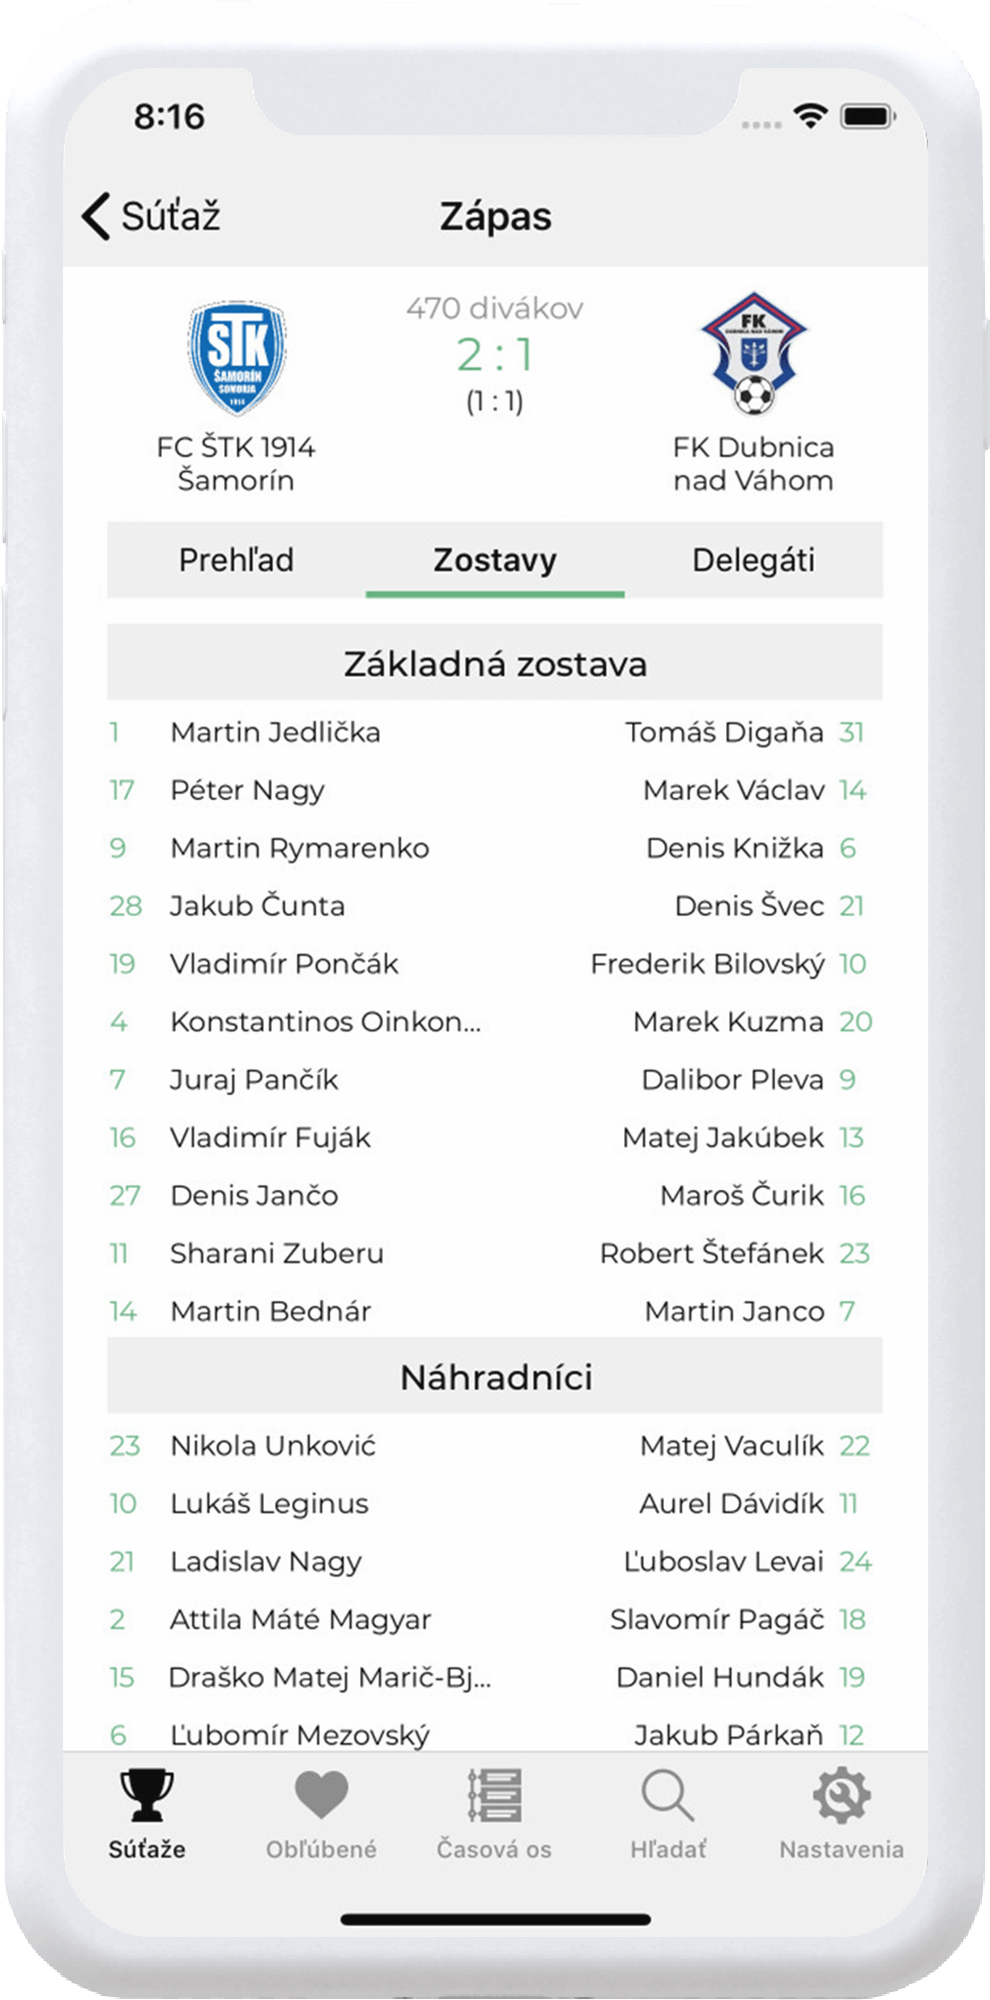 8:16
Súťaž
Zápas
470 divákov
2 : 1
(1 : 1)
ŠTK
ŠAMORÍN
SOMORJA
1914
FK
DUBNICA NAD VÁHOM
FC ŠTK 1914
Šamorín
FK Dubnica
nad Váhom
Prehľad Zostavy Delegáti
Základná zostava
1 Martin Jedlička Tomáš Digaňa 31
17 Péter Nagy Marek Václav 14
9 Martin Rymarenko Denis Knižka 6
28 Jakub Čunta Denis Švec 21
19 Vladimír Pončák Frederik Bilovský 10
4 Konstantinos Oinkon... Marek Kuzma 20
7 Juraj Pančík Dalibor Pleva 9
16 Vladimír Fuják Matej Jakúbek 13
27 Denis Jančo Maroš Čurik 16
11 Sharani Zuberu Robert Štefánek 23
14 Martin Bednár Martin Janco 7
Náhradníci
23 Nikola Unković Matej Vaculík 22
10 Lukáš Leginus Aurel Dávidík 11
21 Ladislav Nagy Ľuboslav Levai 24
2 Attila Máté Magyar Slavomír Pagáč 18
15 Draško Matej Marič-Bj... Daniel Hundák 19
6 Ľubomír Mezovský Jakub Párkaň 12
Súťaže Obľúbené Časová os Hľadať Nastavenia